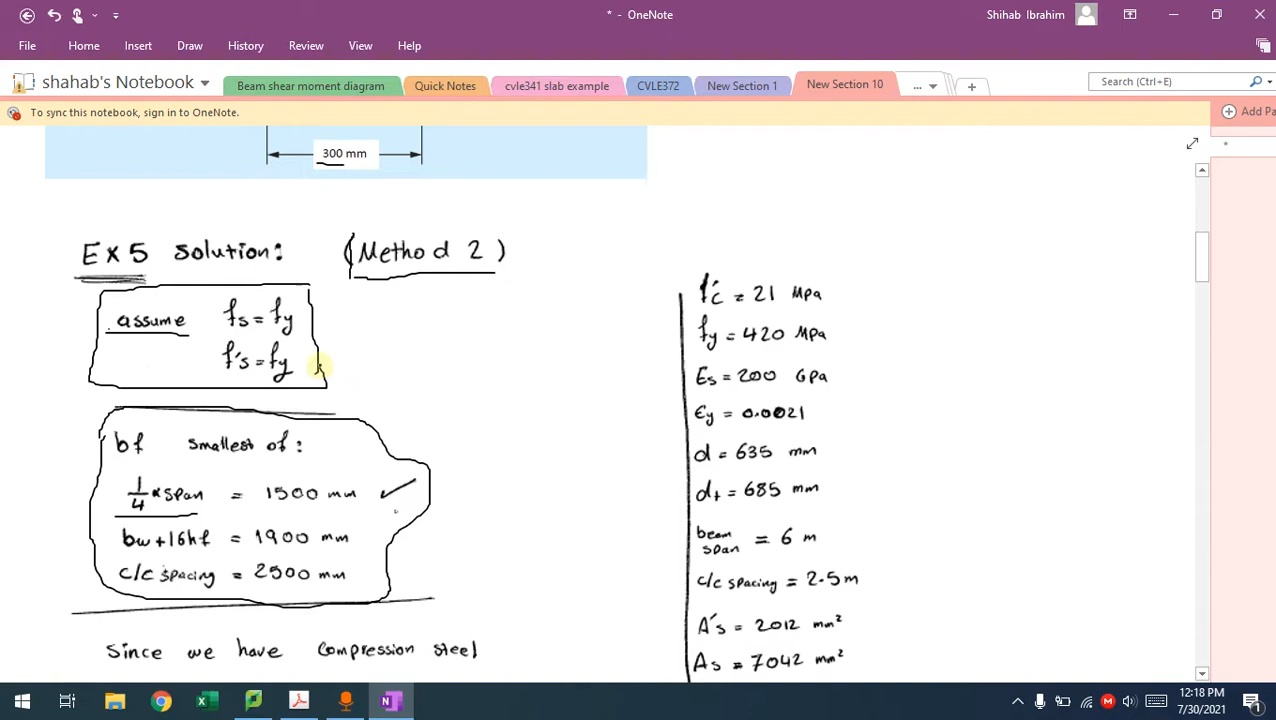 * - OneNote
Shihab Ibrahim
File Home Insert Draw History Review View Help
shahab's Notebook
Beam shear moment diagram
Quick Notes
cvle341 slab example
CVLE372
New Section 1
New Section 10
...
Search (Ctrl+E)
To sync this notebook, sign in to OneNote.
Add Pa
300 mm
Ex 5 Solution: (Method 2)
assume fs = fy
f's = fy
bf smallest of:
1/4 * span = 1500 mm ✓
bw + 16hf = 1900 mm
c/c spacing = 2500 mm
Since we have Compression steel
f'c = 21 MPa
fy = 420 MPa
Es = 200 GPa
Ey = 0.0021
d = 635 mm
dt = 685 mm
beam span = 6 m
c/c spacing = 2.5 m
A's = 2012 mm²
As = 7042 mm²
12:18 PM
7/30/2021
1